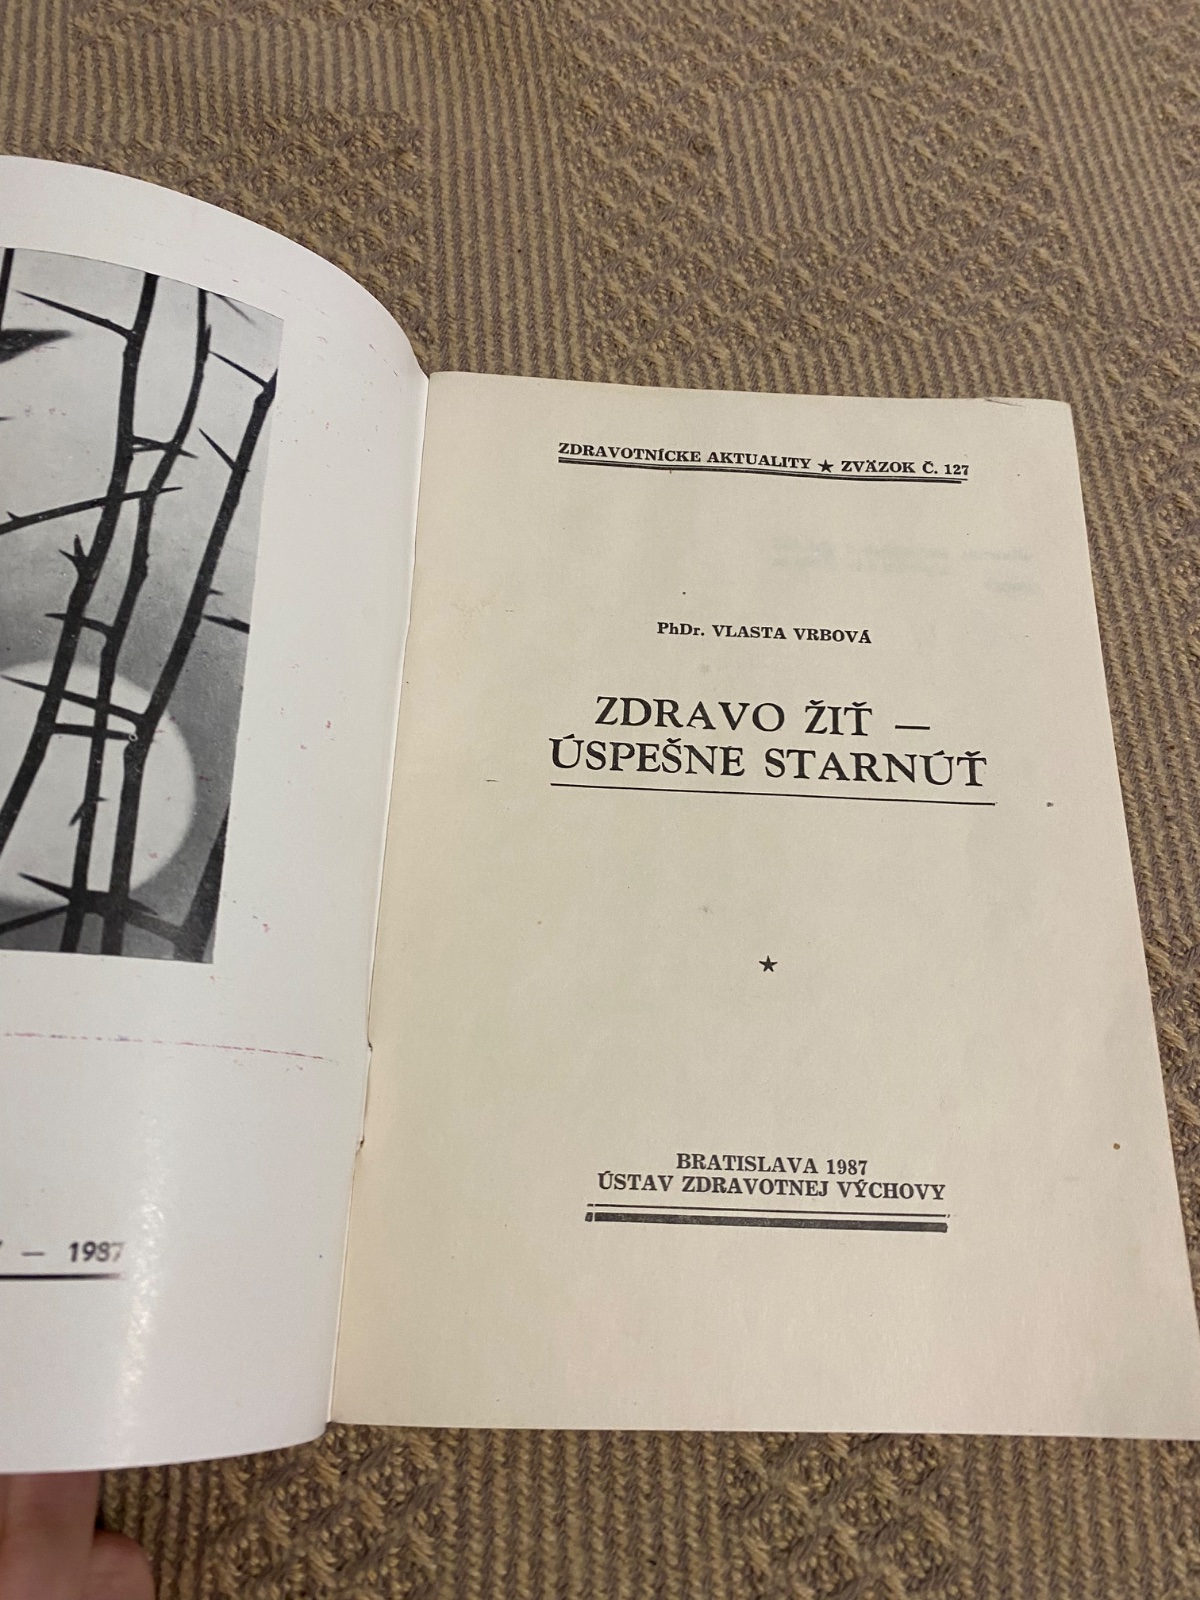 ZDRAVOTNÍCKE AKTUALITY ★ ZVÄZOK Č. 127
PhDr. VLASTA VRBOVÁ
ZDRAVO ŽIŤ —
ÚSPEŠNE STARNÚŤ
★
BRATISLAVA 1987
ÚSTAV ZDRAVOTNEJ VÝCHOVY
— 1987